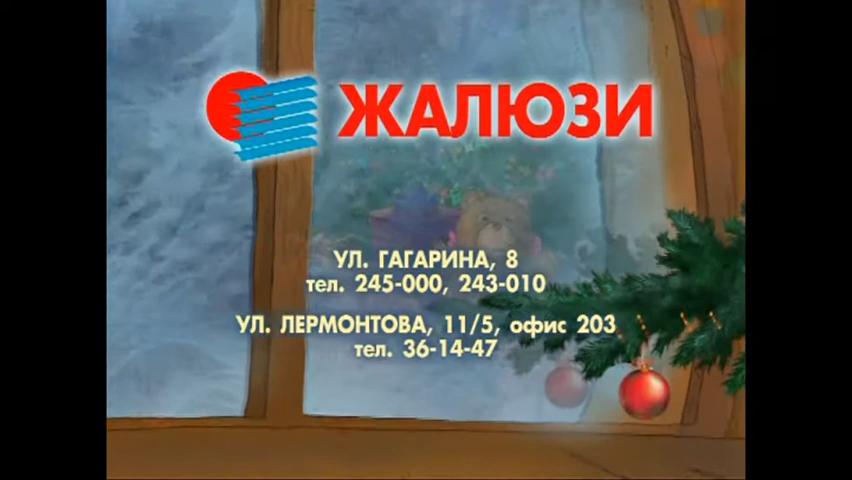 ЖАЛЮЗИ
УЛ. ГАГАРИНА, 8
тел. 245-000, 243-010
УЛ. ЛЕРМОНТОВА, 11/5, офис 203
тел. 36-14-47